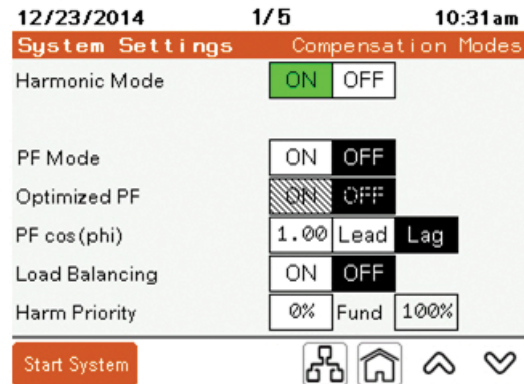 12/23/2014 1/5 10:31am
System Settings Compensation Modes
Harmonic Mode ON OFF
PF Mode ON OFF
Optimized PF ON OFF
PF cos(phi) 1.00 Lead Lag
Load Balancing ON OFF
Harm Priority 0% Fund 100%
Start System